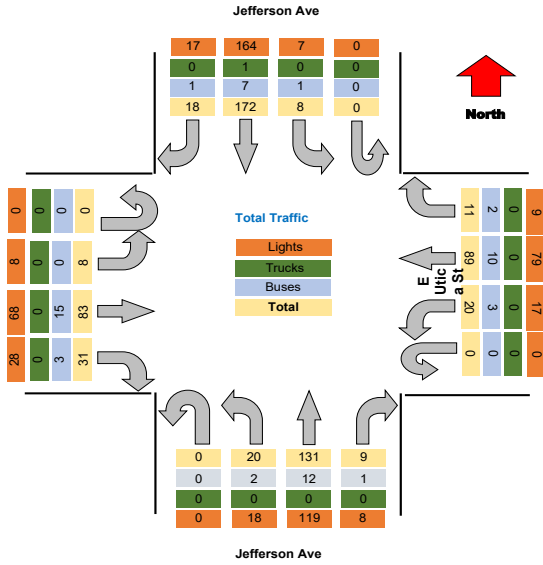 Jefferson Ave
17 164 7 0
0 1 0 0
1 7 1 0
18 172 8 0
North
0 0 0 0
8 0 0 8
68 0 15 83
28 0 3 31
Total Traffic
Lights
Trucks
Buses
Total
E
Utic
a St
11 2 0 9
89 10 0 79
20 3 0 17
0 0 0 0
0 20 131 9
0 2 12 1
0 0 0 0
0 18 119 8
Jefferson Ave